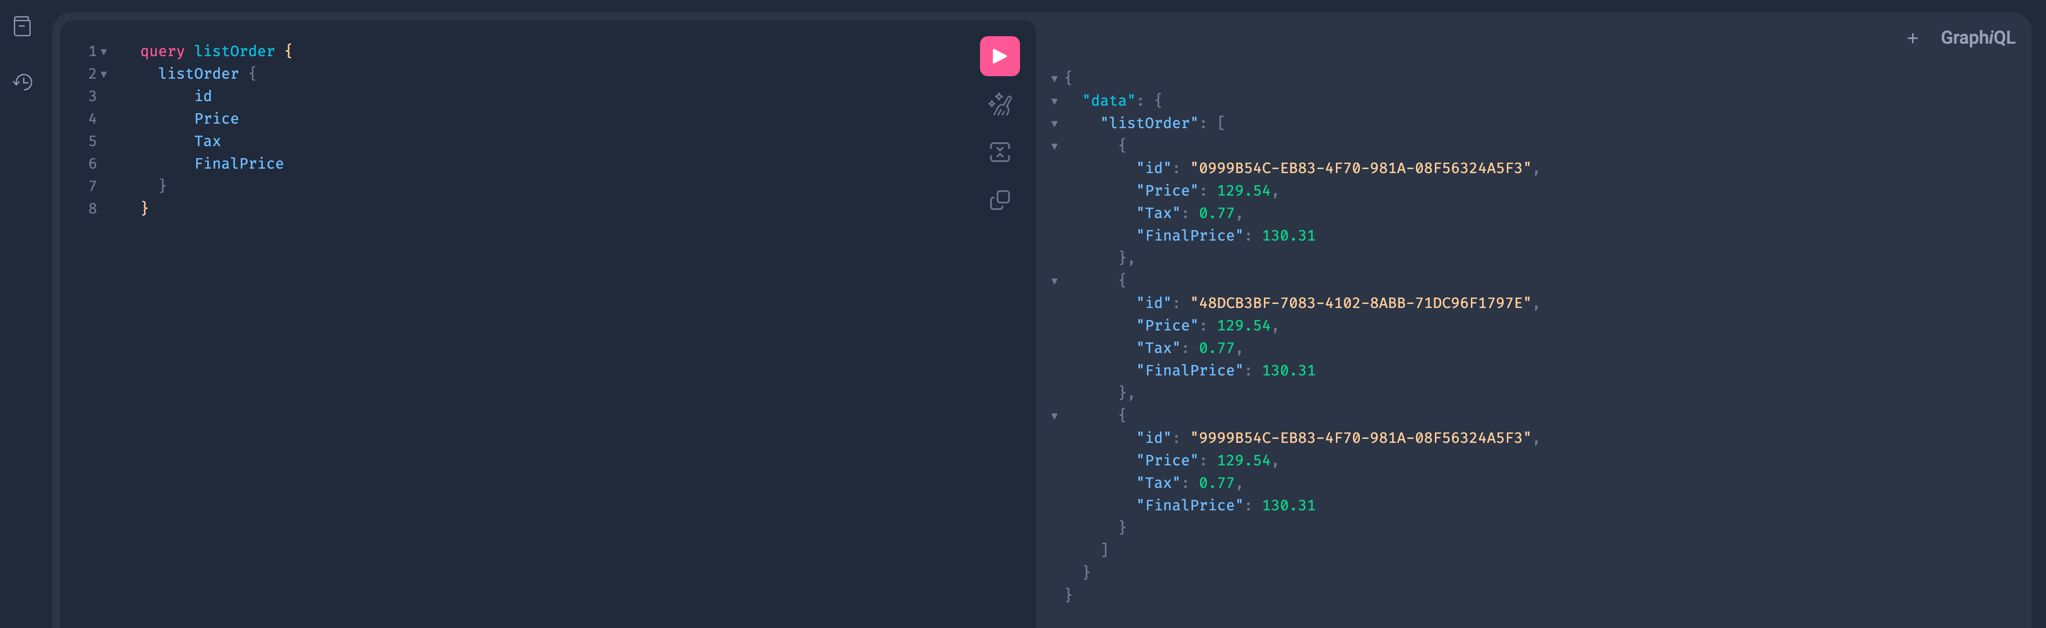 1 query listOrder {
2 listOrder {
3 id
4 Price
5 Tax
6 FinalPrice
7 }
8 }
+ GraphiQL
{
"data": {
"listOrder": [
{
"id": "0999B54C-EB83-4F70-981A-08F56324A5F3",
"Price": 129.54,
"Tax": 0.77,
"FinalPrice": 130.31
},
{
"id": "48DCB3BF-7083-4102-8ABB-71DC96F1797E",
"Price": 129.54,
"Tax": 0.77,
"FinalPrice": 130.31
},
{
"id": "9999B54C-EB83-4F70-981A-08F56324A5F3",
"Price": 129.54,
"Tax": 0.77,
"FinalPrice": 130.31
}
]
}
}